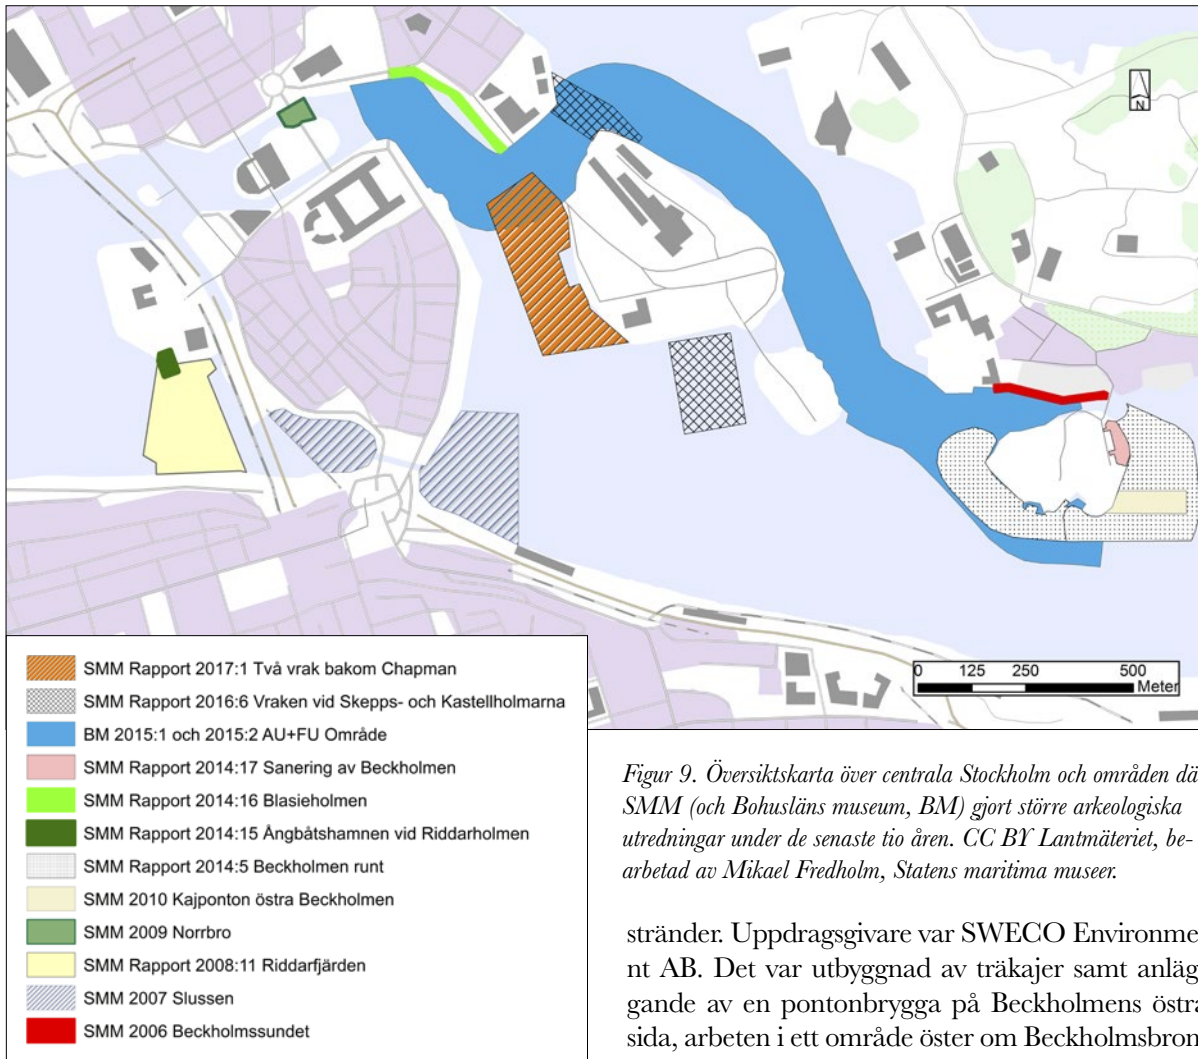 N
0 125 250 500
Meter
SMM Rapport 2017:1 Två vrak bakom Chapman
SMM Rapport 2016:6 Vraken vid Skepps- och Kastellholmarna
BM 2015:1 och 2015:2 AU+FU Område
SMM Rapport 2014:17 Sanering av Beckholmen
SMM Rapport 2014:16 Blasieholmen
SMM Rapport 2014:15 Ångbåtshamnen vid Riddarholmen
SMM Rapport 2014:5 Beckholmen runt
SMM 2010 Kajponton östra Beckholmen
SMM 2009 Norrbro
SMM Rapport 2008:11 Riddarfjärden
SMM 2007 Slussen
SMM 2006 Beckholmssundet
Figur 9. Översiktskarta över centrala Stockholm och områden dä
SMM (och Bohusläns museum, BM) gjort större arkeologiska
utredningar under de senaste tio åren. CC BY Lantmäteriet, be-
arbetad av Mikael Fredholm, Statens maritima museer.
stränder. Uppdragsgivare var SWECO Environme
nt AB. Det var utbyggnad av träkajer samt anläg
gande av en pontonbrygga på Beckholmens östra
sida, arbeten i ett område öster om Beckholmsbron